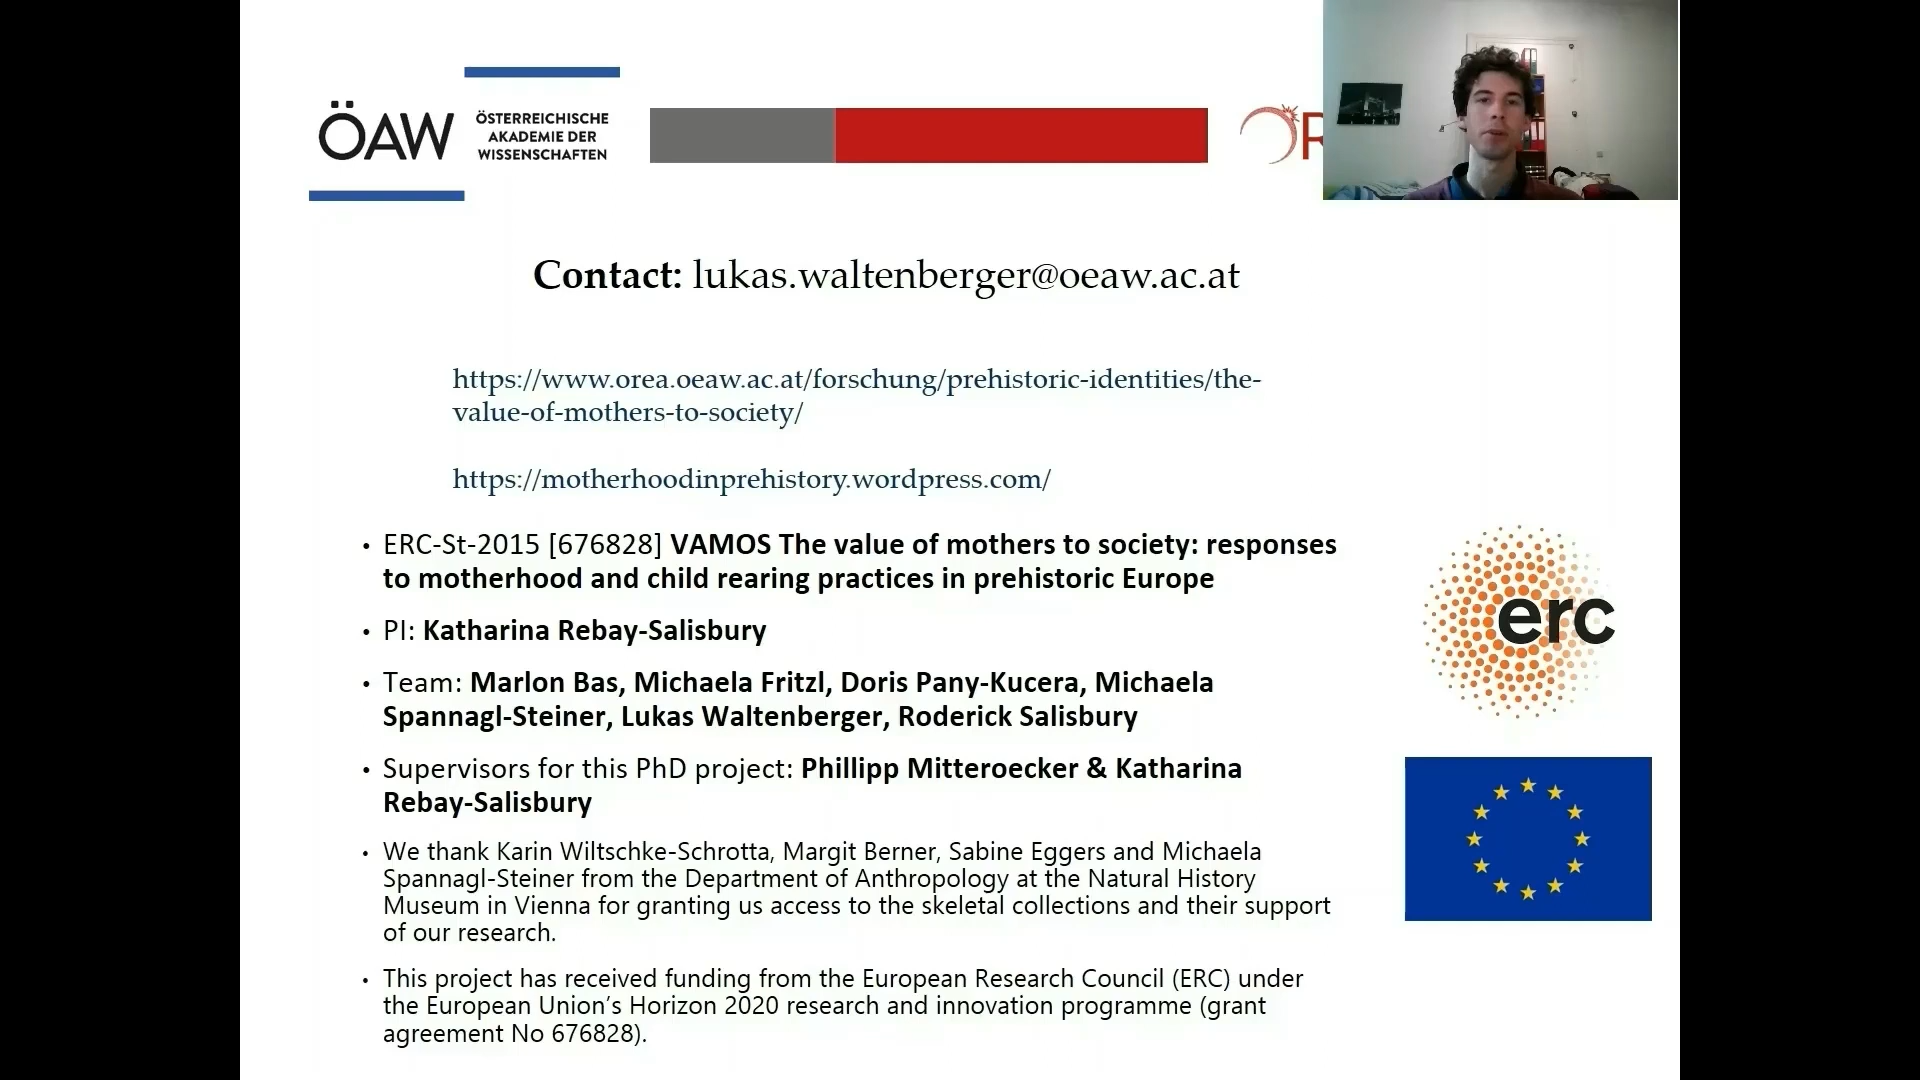 ÖAW
ÖSTERREICHISCHE
AKADEMIE DER
WISSENSCHAFTEN
Contact: lukas.waltenberger@oeaw.ac.at
https://www.orea.oeaw.ac.at/forschung/prehistoric-identities/the-
value-of-mothers-to-society/
https://motherhoodinprehistory.wordpress.com/
• ERC-St-2015 [676828] VAMOS The value of mothers to society: responses
to motherhood and child rearing practices in prehistoric Europe
• PI: Katharina Rebay-Salisbury
• Team: Marlon Bas, Michaela Fritzl, Doris Pany-Kucera, Michaela
Spannagl-Steiner, Lukas Waltenberger, Roderick Salisbury
• Supervisors for this PhD project: Phillipp Mitteroecker & Katharina
Rebay-Salisbury
• We thank Karin Wiltschke-Schrotta, Margit Berner, Sabine Eggers and Michaela
Spannagl-Steiner from the Department of Anthropology at the Natural History
Museum in Vienna for granting us access to the skeletal collections and their support
of our research.
• This project has received funding from the European Research Council (ERC) under
the European Union's Horizon 2020 research and innovation programme (grant
agreement No 676828).
erc